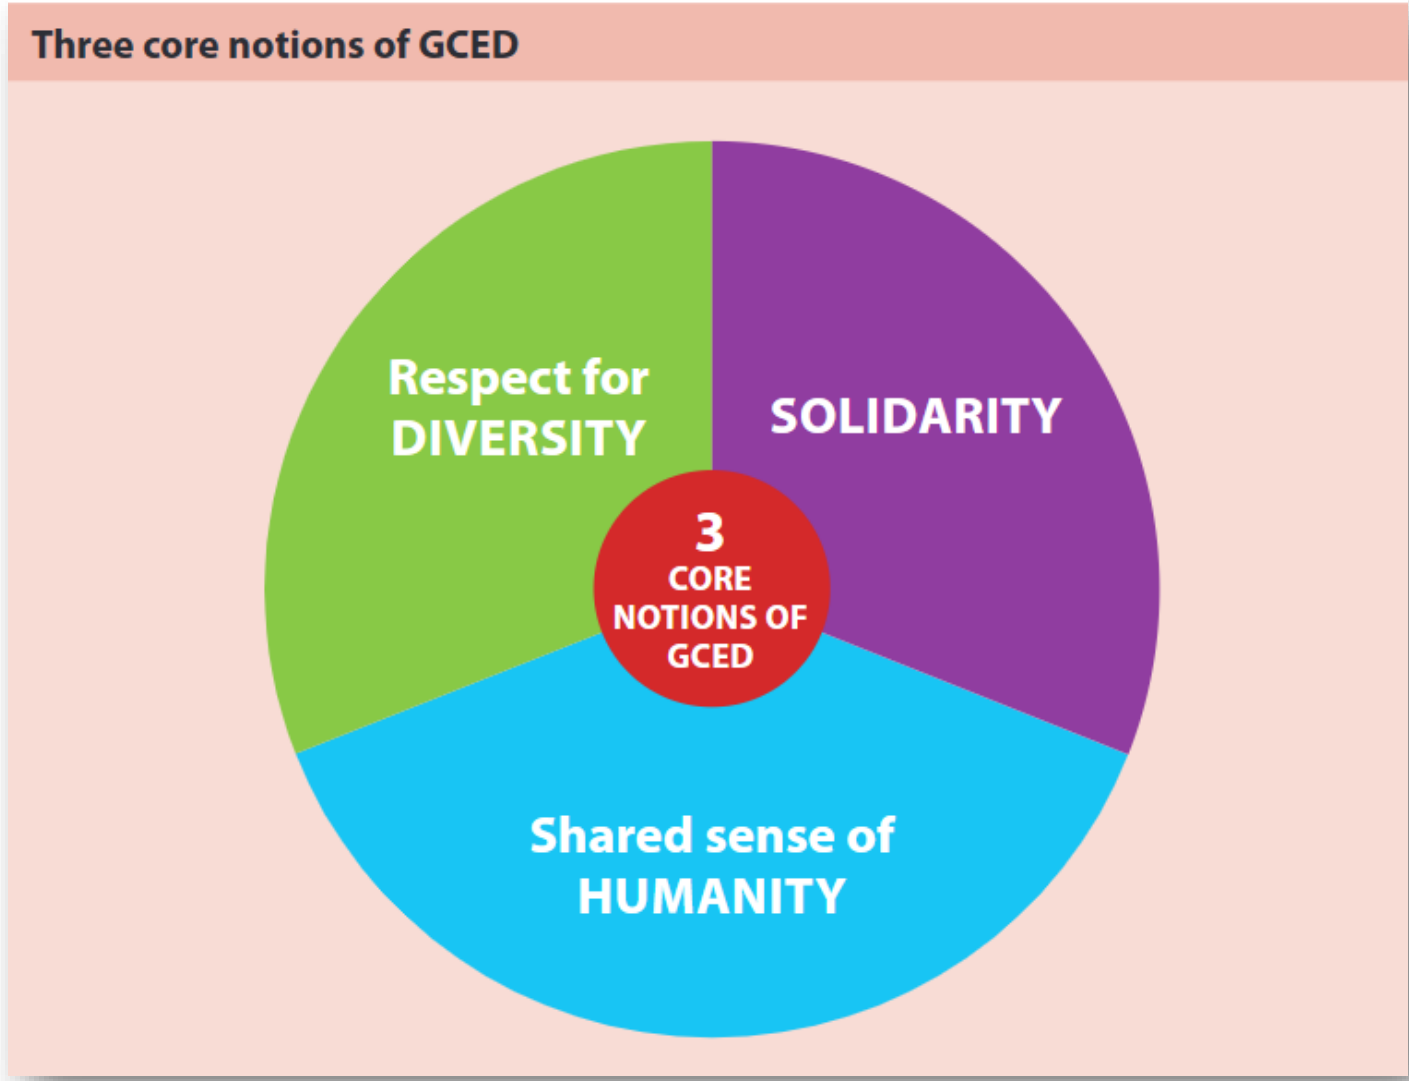 Three core notions of GCED
Respect for
DIVERSITY
SOLIDARITY
3
CORE
NOTIONS OF
GCED
Shared sense of
HUMANITY